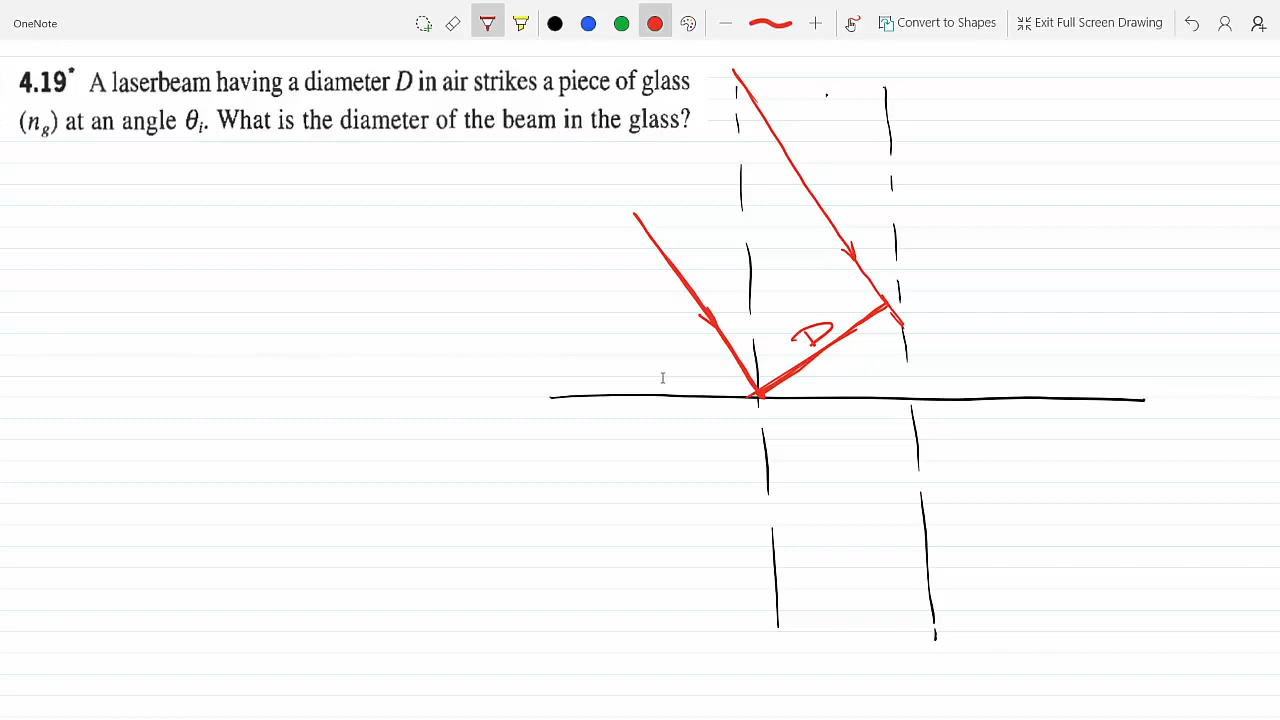 OneNote
Convert to Shapes
Exit Full Screen Drawing
4.19* A laserbeam having a diameter D in air strikes a piece of glass
(n_g) at an angle θ_i. What is the diameter of the beam in the glass?
D